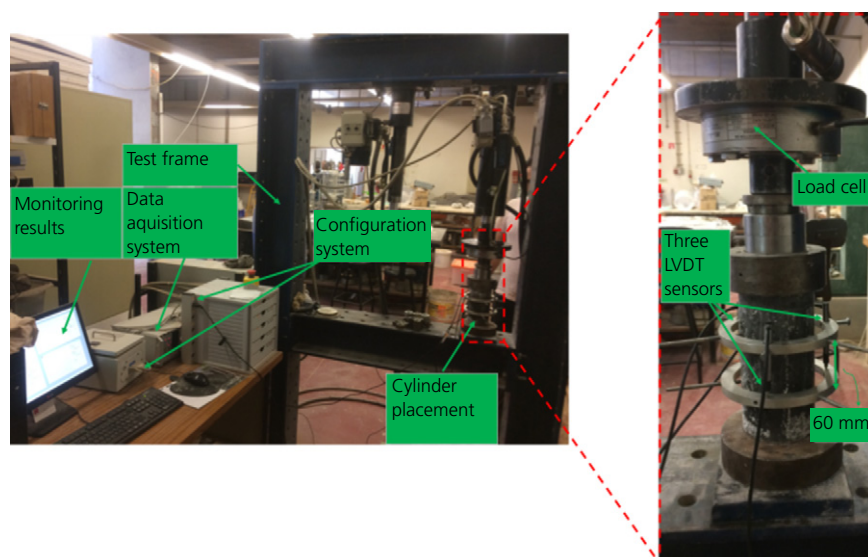 Test frame
Monitoring
results
Data
aquisition
system
Configuration
system
Cylinder
placement
Load cell
Three
LVDT
sensors
60 mm